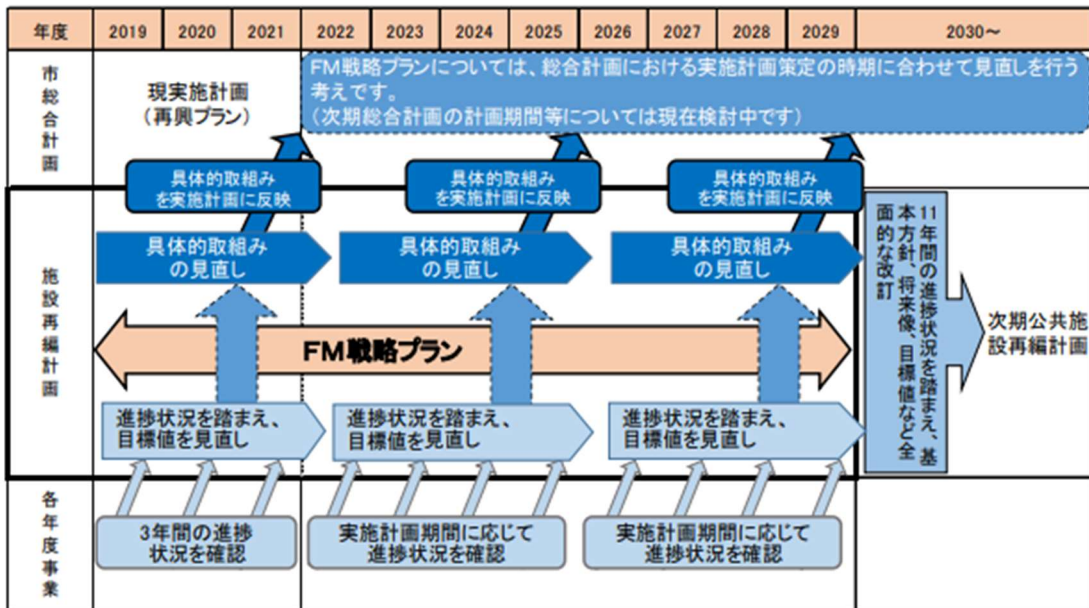 年度 2019 2020 2021 2022 2023 2024 2025 2026 2027 2028 2029 2030～
市総合計画
現実施計画
（再興プラン）
FM戦略プランについては、総合計画における実施計画策定の時期に合わせて見直しを行う
考えです。
（次期総合計画の計画期間等については現在検討中です）
具体的取組み
を実施計画に反映
具体的取組み
を実施計画に反映
具体的取組み
を実施計画に反映
施設再編計画
具体的取組み
の見直し
具体的取組み
の見直し
具体的取組み
の見直し
FM戦略プラン
進捗状況を踏まえ、
目標値を見直し
進捗状況を踏まえ、
目標値を見直し
進捗状況を踏まえ、
目標値を見直し
11年間の進捗状況を踏まえ、基
本方針、将来像、目標値など全
面的な改訂
次期公共施
設再編計画
各年度事業
3年間の進捗
状況を確認
実施計画期間に応じて
進捗状況を確認
実施計画期間に応じて
進捗状況を確認